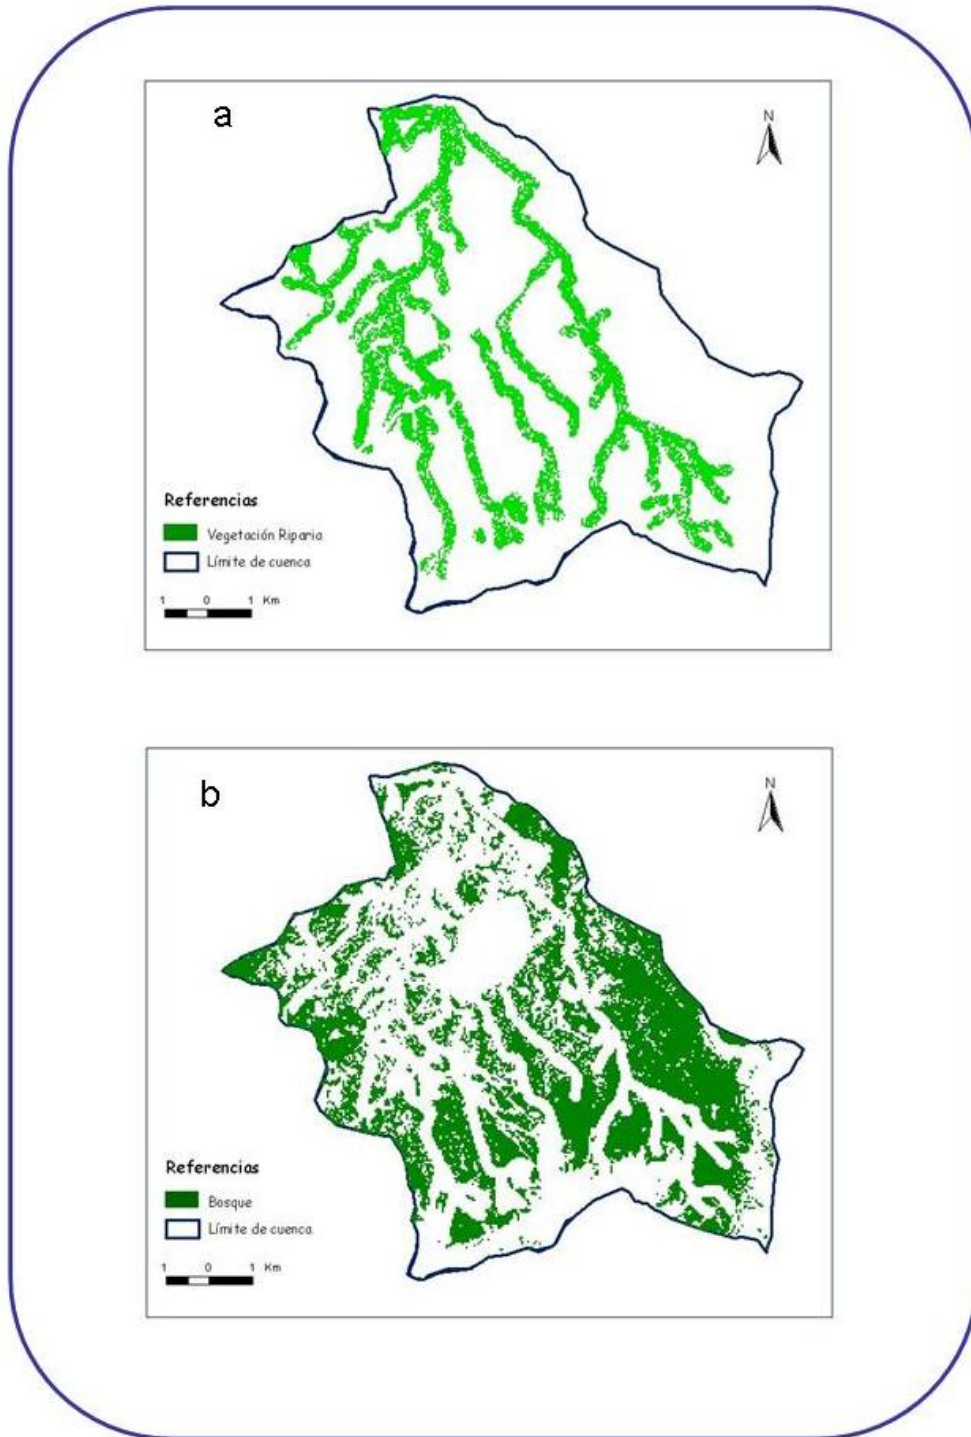 a
N
Referencias
Vegetación Riparia
Límite de cuenca
1 0 1 Km
b
N
Referencias
Bosque
Límite de cuenca
1 0 1 Km